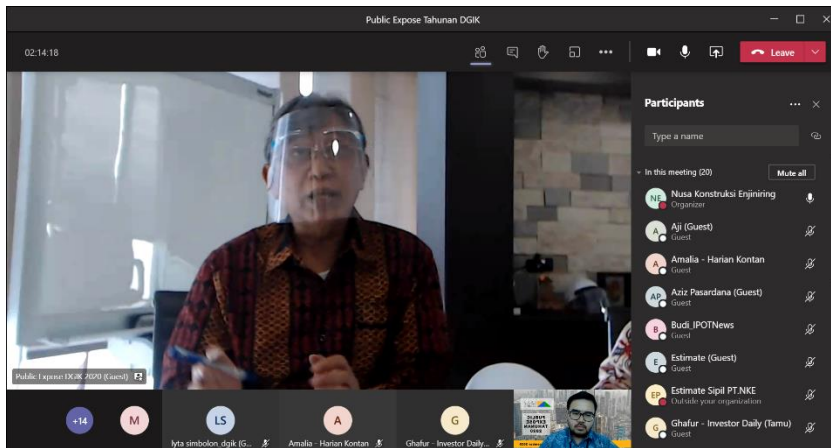 Public Expose Tahunan DGIK
02:14:18
Leave
Participants
Type a name
In this meeting (20)
Mute all
NE
Nusa Konstruksi Enjiniring
Organizer
A
Aji (Guest)
Guest
A
Amalia - Harian Kontan
Guest
AP
Aziz Pasardana (Guest)
Guest
B
Budi_IPOTNews
Guest
E
Estimate (Guest)
Guest
EP
Estimate Sipil PT.NKE
Outside your organization
G
Ghafur - Investor Daily (Tamu)
Guest
Public Expose DGIK 2020 (Guest)
+14
M
LS
lyta simbolon_dgik (G...
A
Amalia - Harian Kontan
G
Ghafur - Investor Daily...